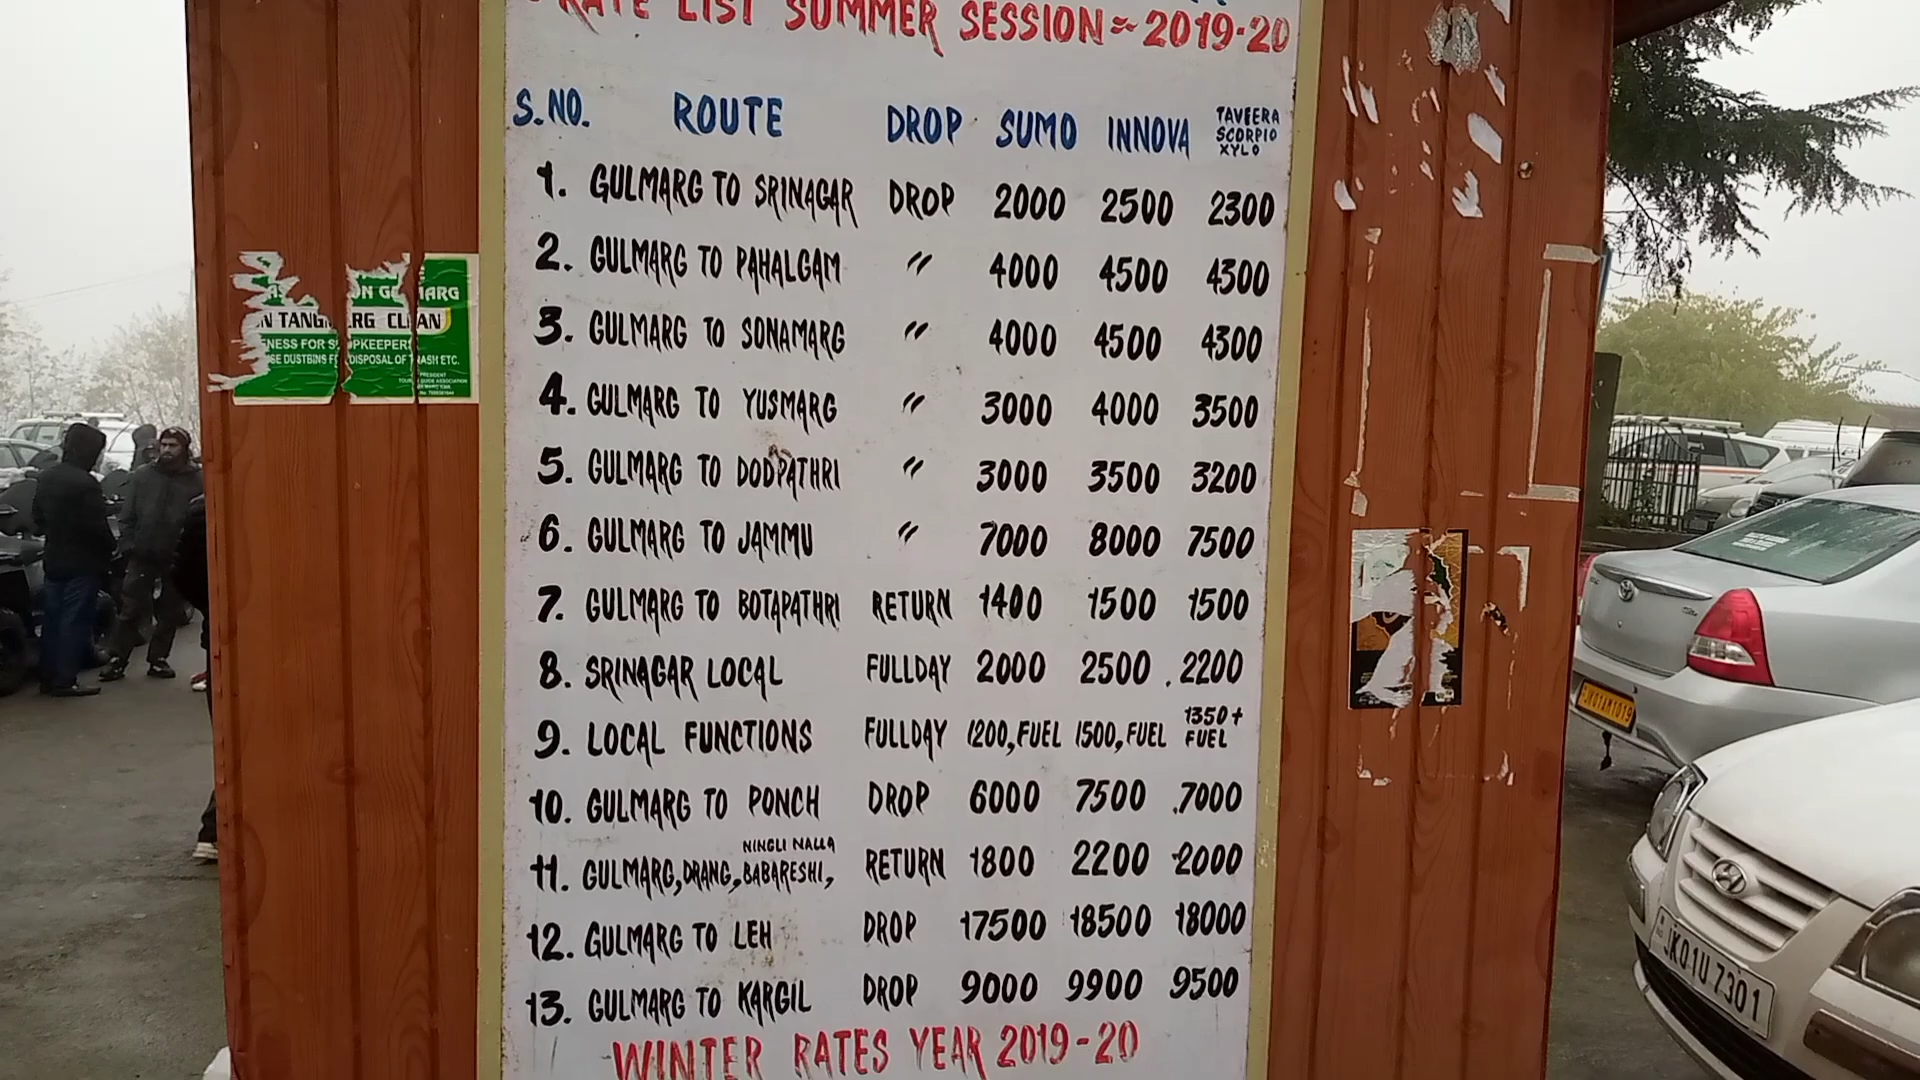 RATE LIST SUMMER SESSION≈2019-20
S.NO. ROUTE DROP SUMO INNOVA TAVEERA SCORPIO XYLO
1. GULMARG TO SRINAGAR DROP 2000 2500 2300
2. GULMARG TO PAHALGAM " 4000 4500 4300
3. GULMARG TO SONAMARG " 4000 4500 4300
4. GULMARG TO YUSMARG " 3000 4000 3500
5. GULMARG TO DODPATHRI " 3000 3500 3200
6. GULMARG TO JAMMU " 7000 8000 7500
7. GULMARG TO BOTAPATHRI RETURN 1400 1500 1500
8. SRINAGAR LOCAL FULLDAY 2000 2500 2200
9. LOCAL FUNCTIONS FULLDAY 1200,FUEL 1500,FUEL 1350+ FUEL
10. GULMARG TO PONCH DROP 6000 7500 7000
NINGLI NALLA
11. GULMARG,DRANG,BABARESHI, RETURN 1800 2200 2000
12. GULMARG TO LEH DROP 17500 18500 18000
13. GULMARG TO KARGIL DROP 9000 9900 9500
WINTER RATES YEAR 2019-20
CLEAN
FOR
DUSTBINS DISPOSAL OF TRASH ETC.
PRESIDENT
JK01AM1019
JK01U 7301